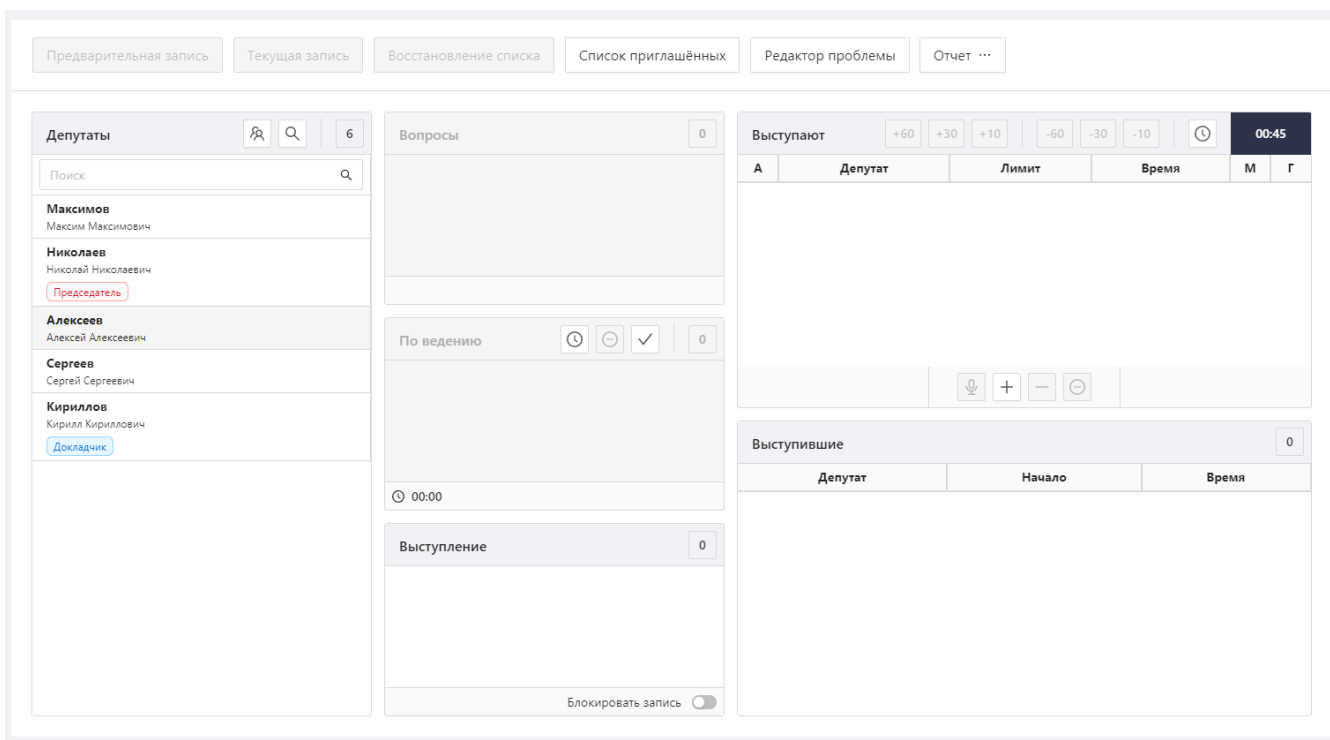 Предварительная запись
Текущая запись
Восстановление списка
Список приглашённых
Редактор проблемы
Отчет ···
Депутаты
6
Поиск
Максимов
Максим Максимович
Николаев
Николай Николаевич
Председатель
Алексеев
Алексей Алексеевич
Сергеев
Сергей Сергеевич
Кириллов
Кирилл Кириллович
Докладчик
Вопросы
0
По ведению
0
00:00
Выступление
0
Блокировать запись
Выступают
+60
+30
+10
-60
-30
-10
00:45
А
Депутат
Лимит
Время
М
Г
Выступившие
0
Депутат
Начало
Время